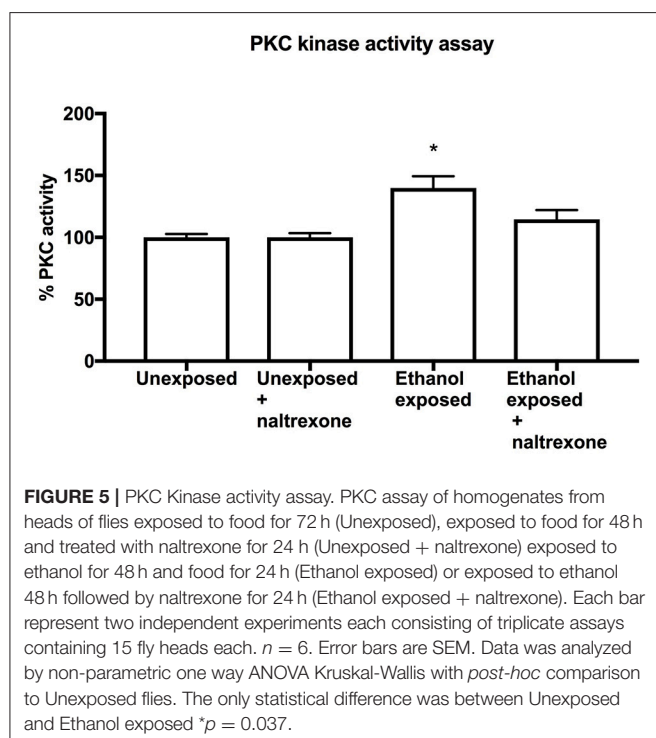 PKC kinase activity assay
200
150
100
50
0
% PKC activity
*
Unexposed
Unexposed
+
naltrexone
Ethanol
exposed
Ethanol
exposed
+
naltrexone
FIGURE 5 | PKC Kinase activity assay. PKC assay of homogenates from
heads of flies exposed to food for 72 h (Unexposed), exposed to food for 48 h
and treated with naltrexone for 24 h (Unexposed + naltrexone) exposed to
ethanol for 48 h and food for 24 h (Ethanol exposed) or exposed to ethanol
48 h followed by naltrexone for 24 h (Ethanol exposed + naltrexone). Each bar
represent two independent experiments each consisting of triplicate assays
containing 15 fly heads each. n = 6. Error bars are SEM. Data was analyzed
by non-parametric one way ANOVA Kruskal-Wallis with post-hoc comparison
to Unexposed flies. The only statistical difference was between Unexposed
and Ethanol exposed *p = 0.037.